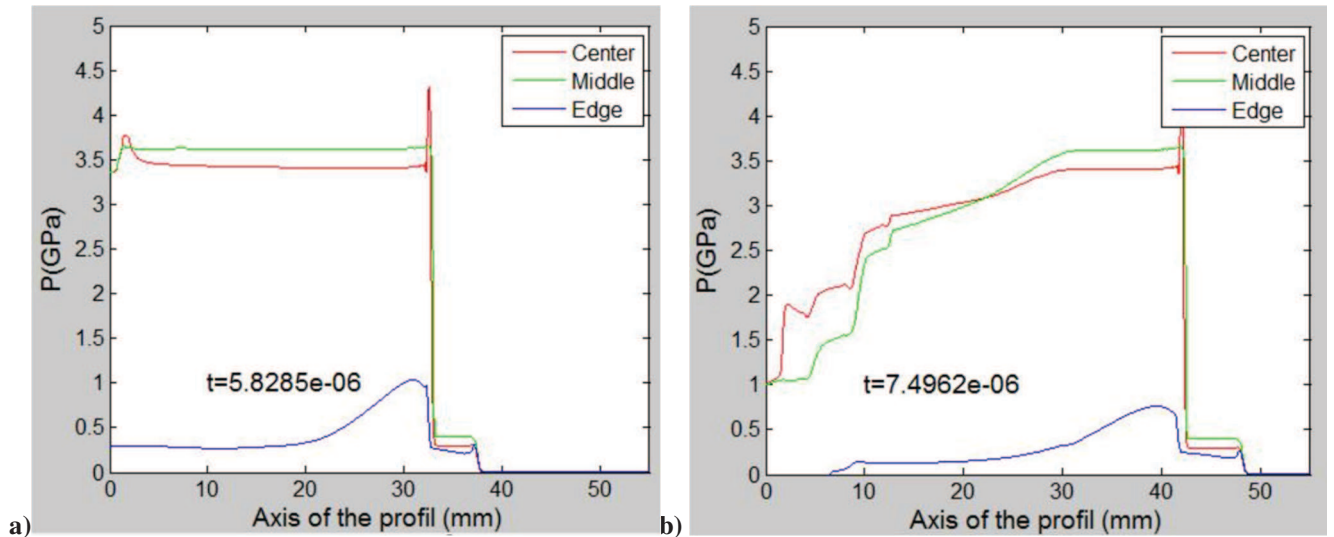 5
4.5
4
3.5
3
2.5
2
1.5
1
0.5
0
P(GPa)
Center
Middle
Edge
t=5.8285e-06
0 10 20 30 40 50
Axis of the profil (mm)
a)
5
4.5
4
3.5
3
2.5
2
1.5
1
0.5
0
P(GPa)
Center
Middle
Edge
t=7.4962e-06
0 10 20 30 40 50
Axis of the profil (mm)
b)